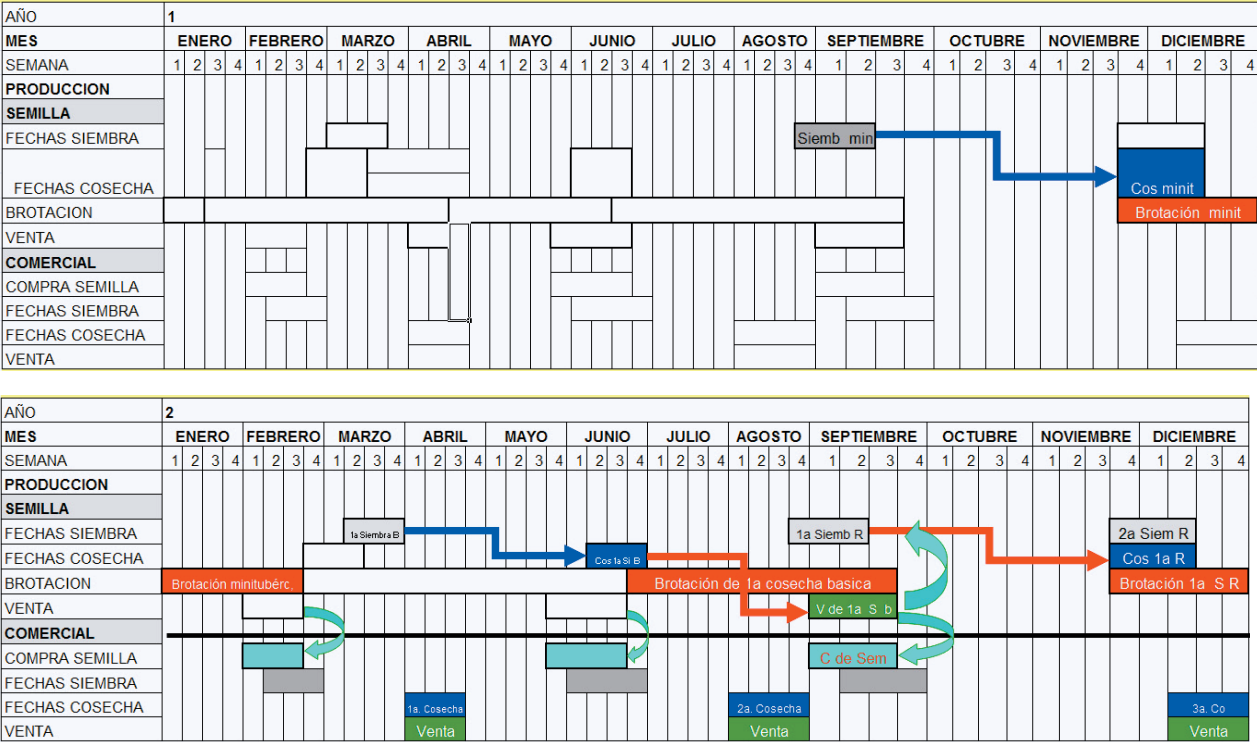 AÑO 1
MES ENERO FEBRERO MARZO ABRIL MAYO JUNIO JULIO AGOSTO SEPTIEMBRE OCTUBRE NOVIEMBRE DICIEMBRE
SEMANA 1 2 3 4 1 2 3 4 1 2 3 4 1 2 3 4 1 2 3 4 1 2 3 4 1 2 3 4 1 2 3 4 1 2 3 4 1 2 3 4 1 2 3 4 1 2 3 4
PRODUCCION
SEMILLA
FECHAS SIEMBRA Siemb min
FECHAS COSECHA Cos minit
BROTACION Brotación minit
VENTA
COMERCIAL
COMPRA SEMILLA
FECHAS SIEMBRA
FECHAS COSECHA
VENTA
AÑO 2
MES ENERO FEBRERO MARZO ABRIL MAYO JUNIO JULIO AGOSTO SEPTIEMBRE OCTUBRE NOVIEMBRE DICIEMBRE
SEMANA 1 2 3 4 1 2 3 4 1 2 3 4 1 2 3 4 1 2 3 4 1 2 3 4 1 2 3 4 1 2 3 4 1 2 3 4 1 2 3 4 1 2 3 4 1 2 3 4
PRODUCCION
SEMILLA
FECHAS SIEMBRA 1a Siembra B 1a Siemb R 2a Siem R
FECHAS COSECHA Cos 1a Si B Cos 1a R
BROTACION Brotación minitubérc, Brotación de 1a cosecha basica Brotación 1a S R
VENTA V de 1a S b
COMERCIAL
COMPRA SEMILLA C de Sem
FECHAS SIEMBRA
FECHAS COSECHA 1a. Cosecha 2a. Cosecha 3a. Co
VENTA Venta Venta Venta